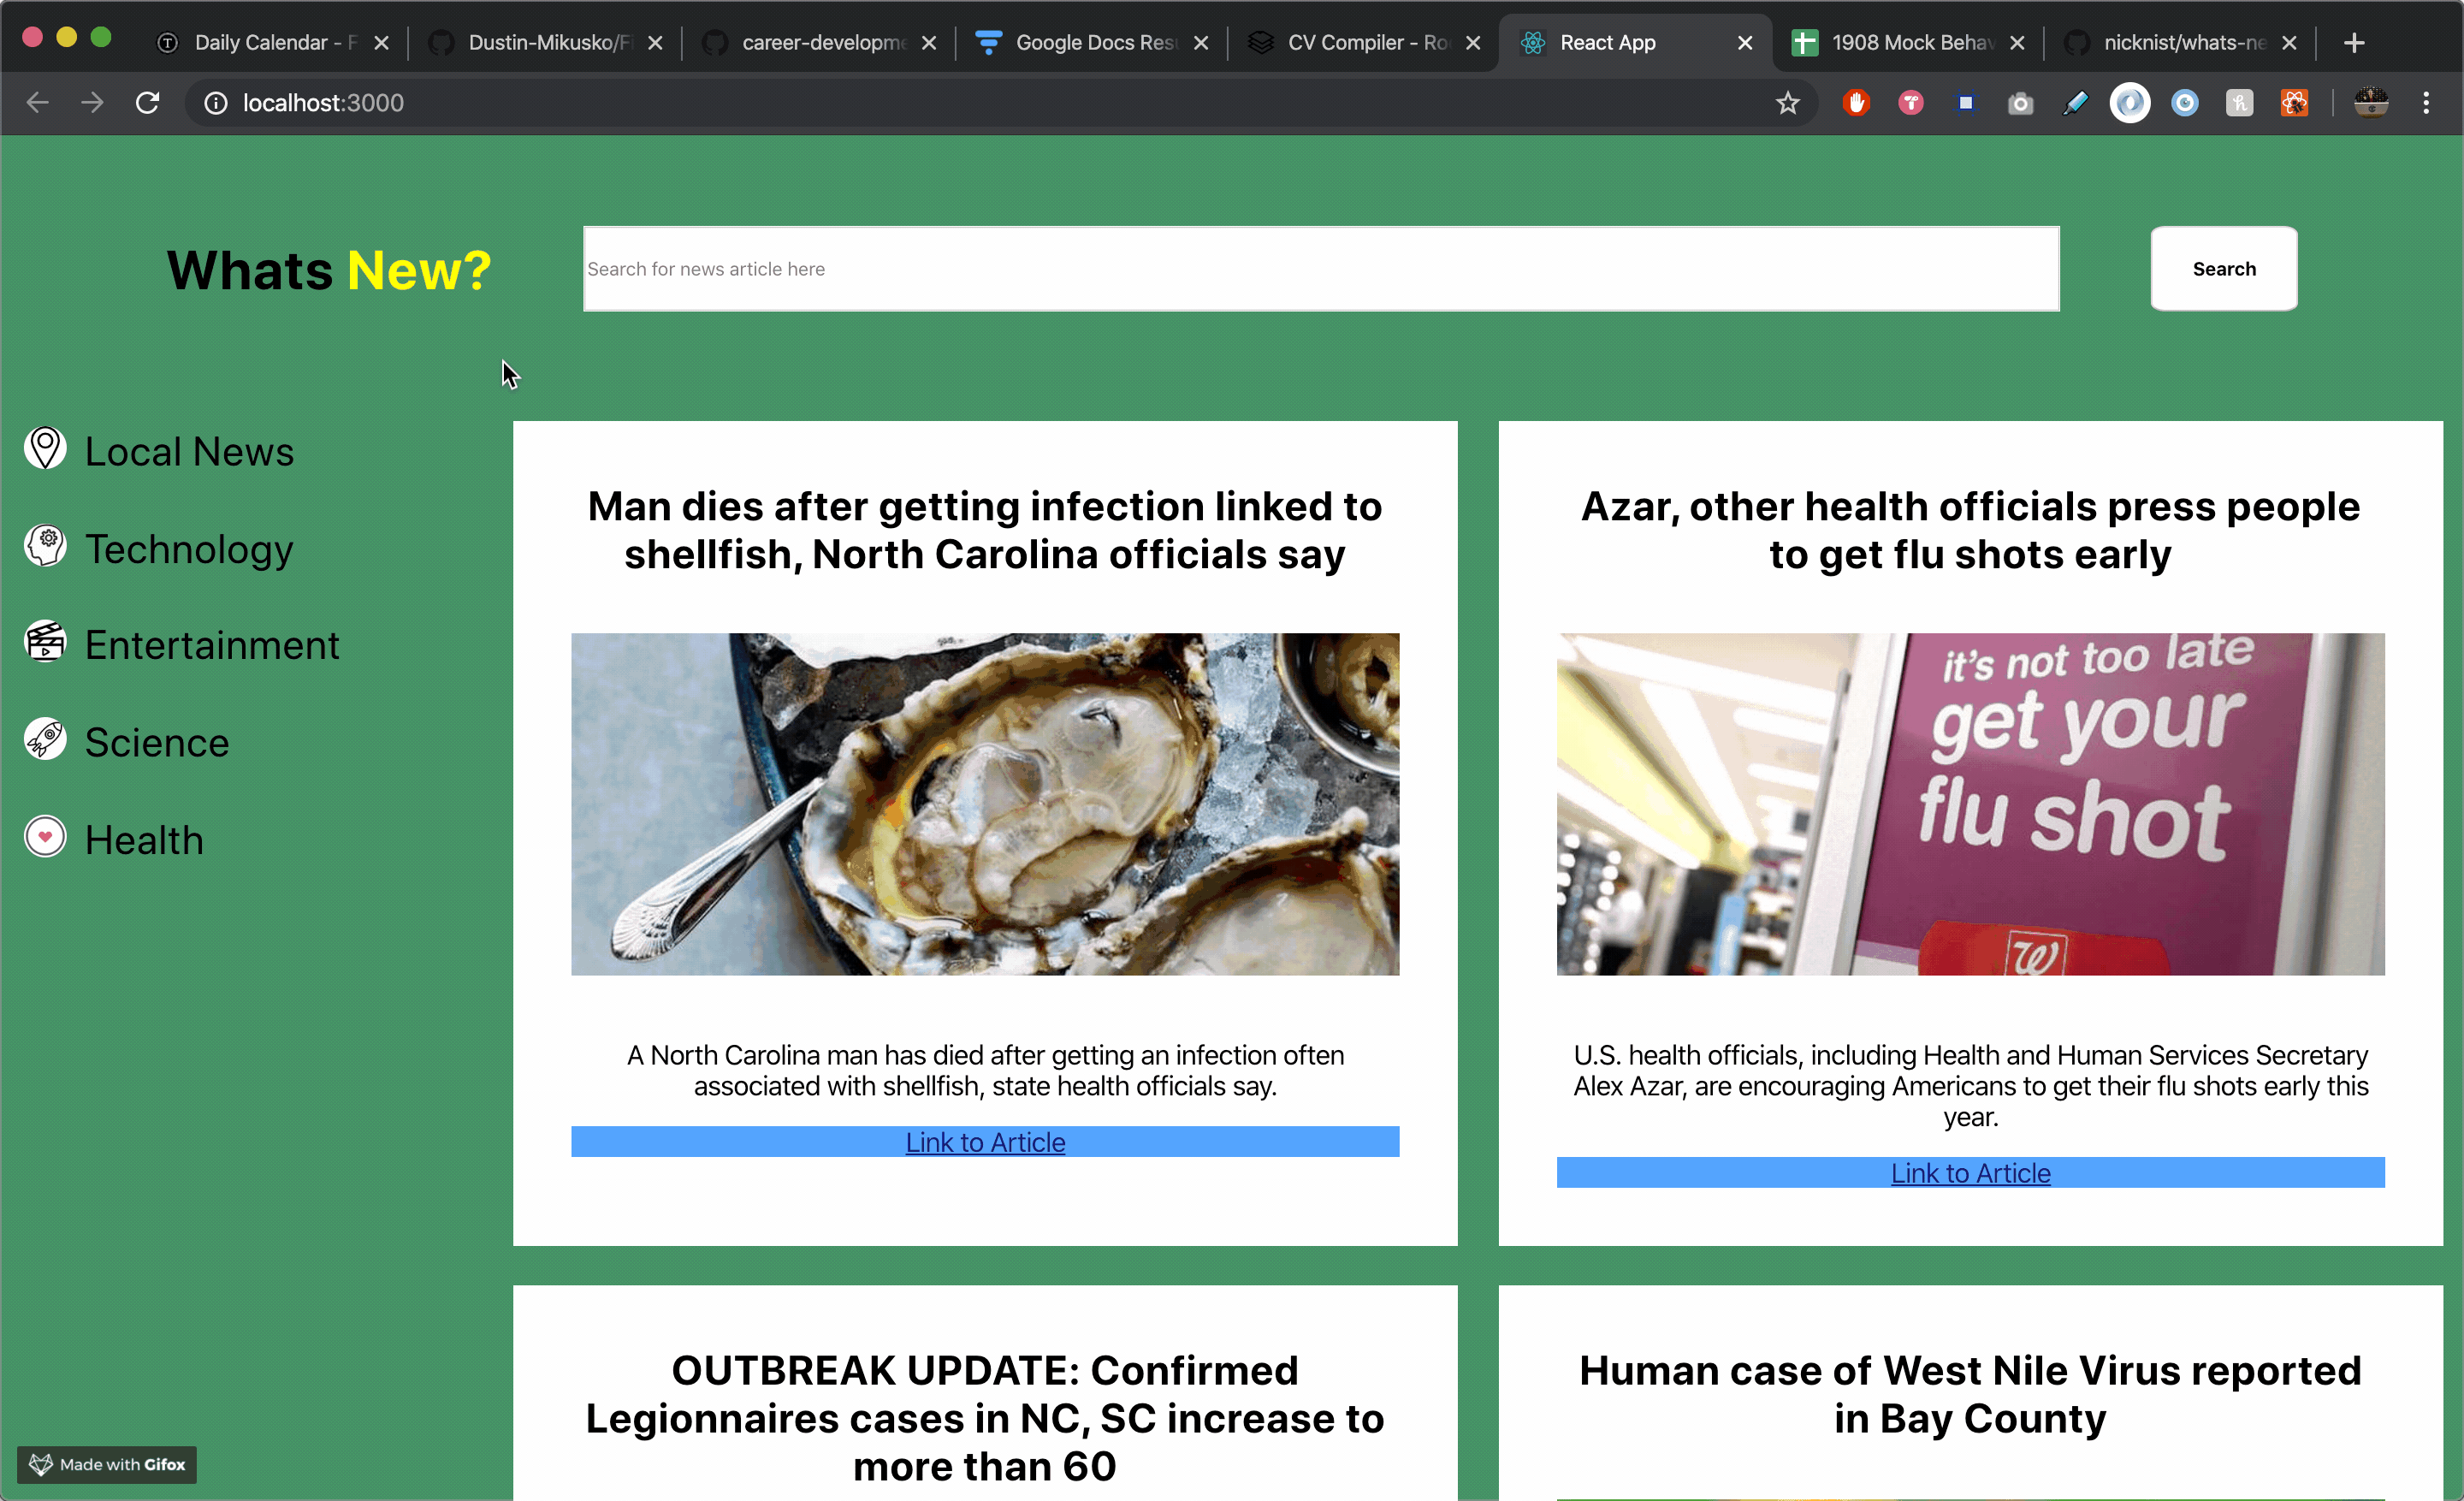 Daily Calendar - F
Dustin-Mikusko/Fi
career-developme
Google Docs Resu
CV Compiler - Ro
React App
1908 Mock Behav
nicknist/whats-ne
localhost:3000
Whats New?
Search for news article here
Search
Local News
Technology
Entertainment
Science
Health
Man dies after getting infection linked to
shellfish, North Carolina officials say
A North Carolina man has died after getting an infection often
associated with shellfish, state health officials say.
Link to Article
Azar, other health officials press people
to get flu shots early
it's not too late
get your
flu shot
W
U.S. health officials, including Health and Human Services Secretary
Alex Azar, are encouraging Americans to get their flu shots early this
year.
Link to Article
OUTBREAK UPDATE: Confirmed
Legionnaires cases in NC, SC increase to
more than 60
Human case of West Nile Virus reported
in Bay County
Made with Gifox